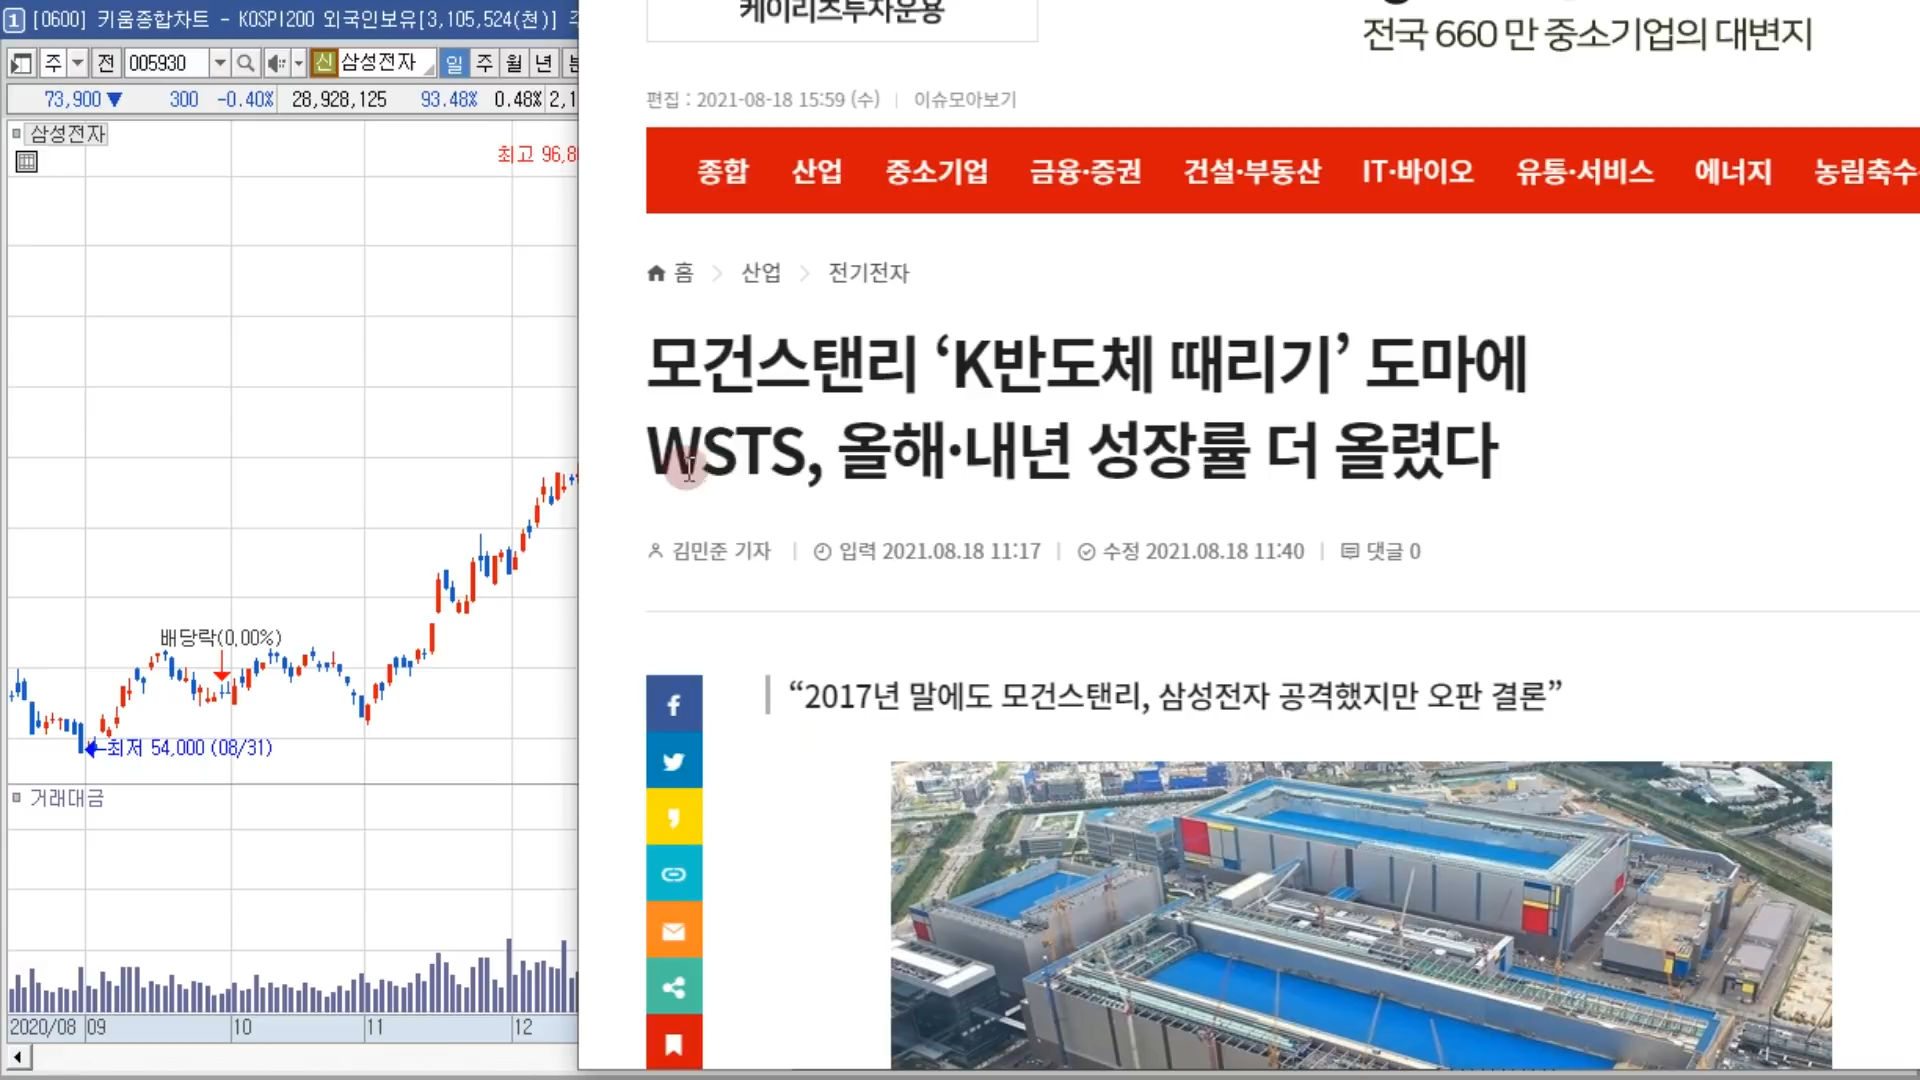 1 [0600] 키움종합차트 - KOSPI200 외국인보유[3,105,524(천)]
주 전 005930 신 삼성전자 일 주 월 년
73,900 ▼ 300 -0.40% 28,928,125 93.48% 0.48% 2,1
삼성전자
최고 96,8
배당락(0.00%)
←최저 54,000 (08/31)
거래대금
2020/08 09 10 11 12
케이리츠투자운용
전국 660 만 중소기업의 대변지
편집 : 2021-08-18 15:59 (수) | 이슈모아보기
종합 산업 중소기업 금융·증권 건설·부동산 IT·바이오 유통·서비스 에너지 농림축수
홈 > 산업 > 전기전자
모건스탠리 ‘K반도체 때리기’ 도마에
WSTS, 올해·내년 성장률 더 올렸다
김민준 기자 | 입력 2021.08.18 11:17 | 수정 2021.08.18 11:40 | 댓글 0
“2017년 말에도 모건스탠리, 삼성전자 공격했지만 오판 결론”